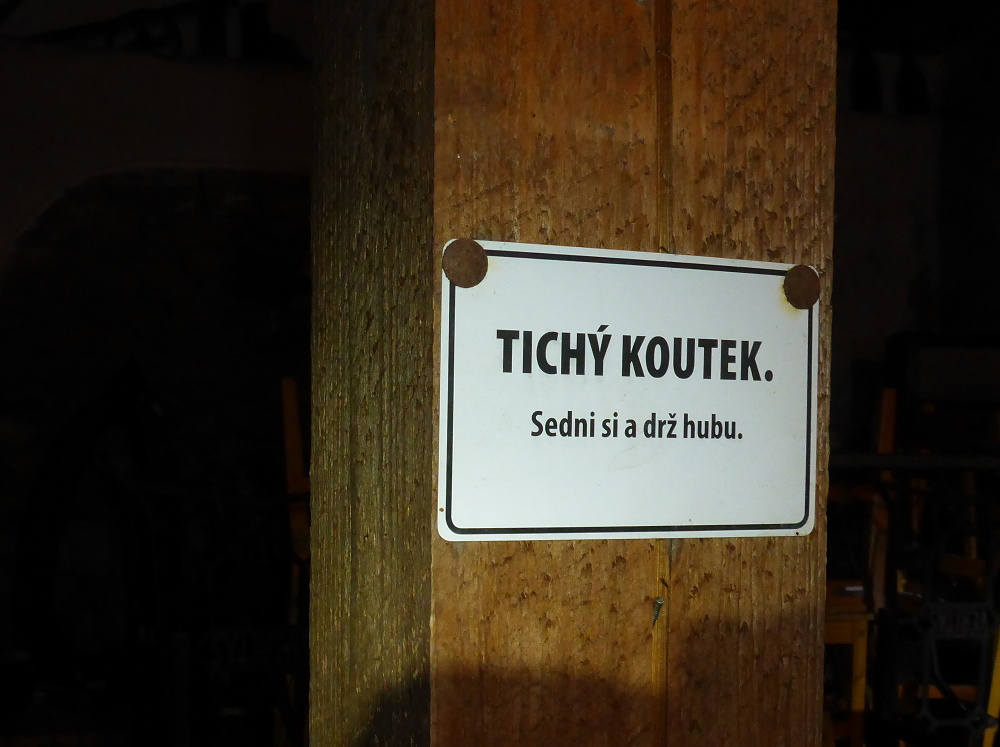 TICHÝ KOUTEK.
Sedni si a drž hubu.